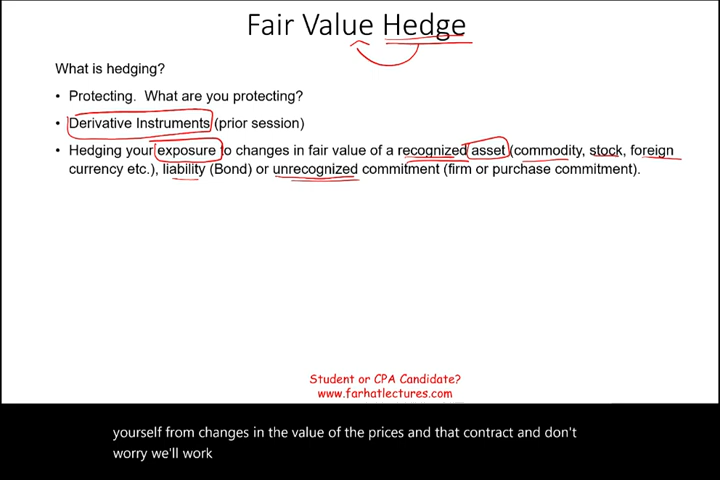 Fair Value Hedge
What is hedging?
• Protecting. What are you protecting?
• Derivative Instruments (prior session)
• Hedging your exposure to changes in fair value of a recognized asset (commodity, stock, foreign
currency etc.), liability (Bond) or unrecognized commitment (firm or purchase commitment).
Student or CPA Candidate?
www.farhatlectures.com
yourself from changes in the value of the prices and that contract and don't
worry we'll work